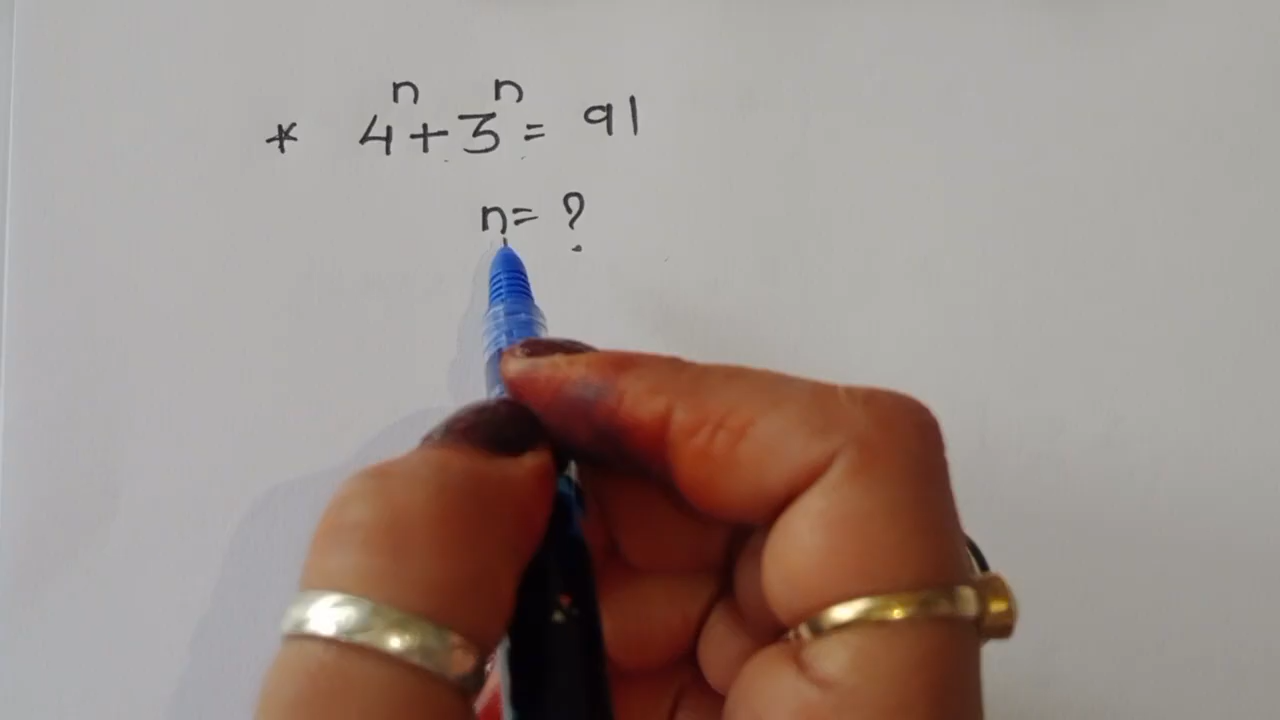 * 4ⁿ+3ⁿ= 91
n= ?